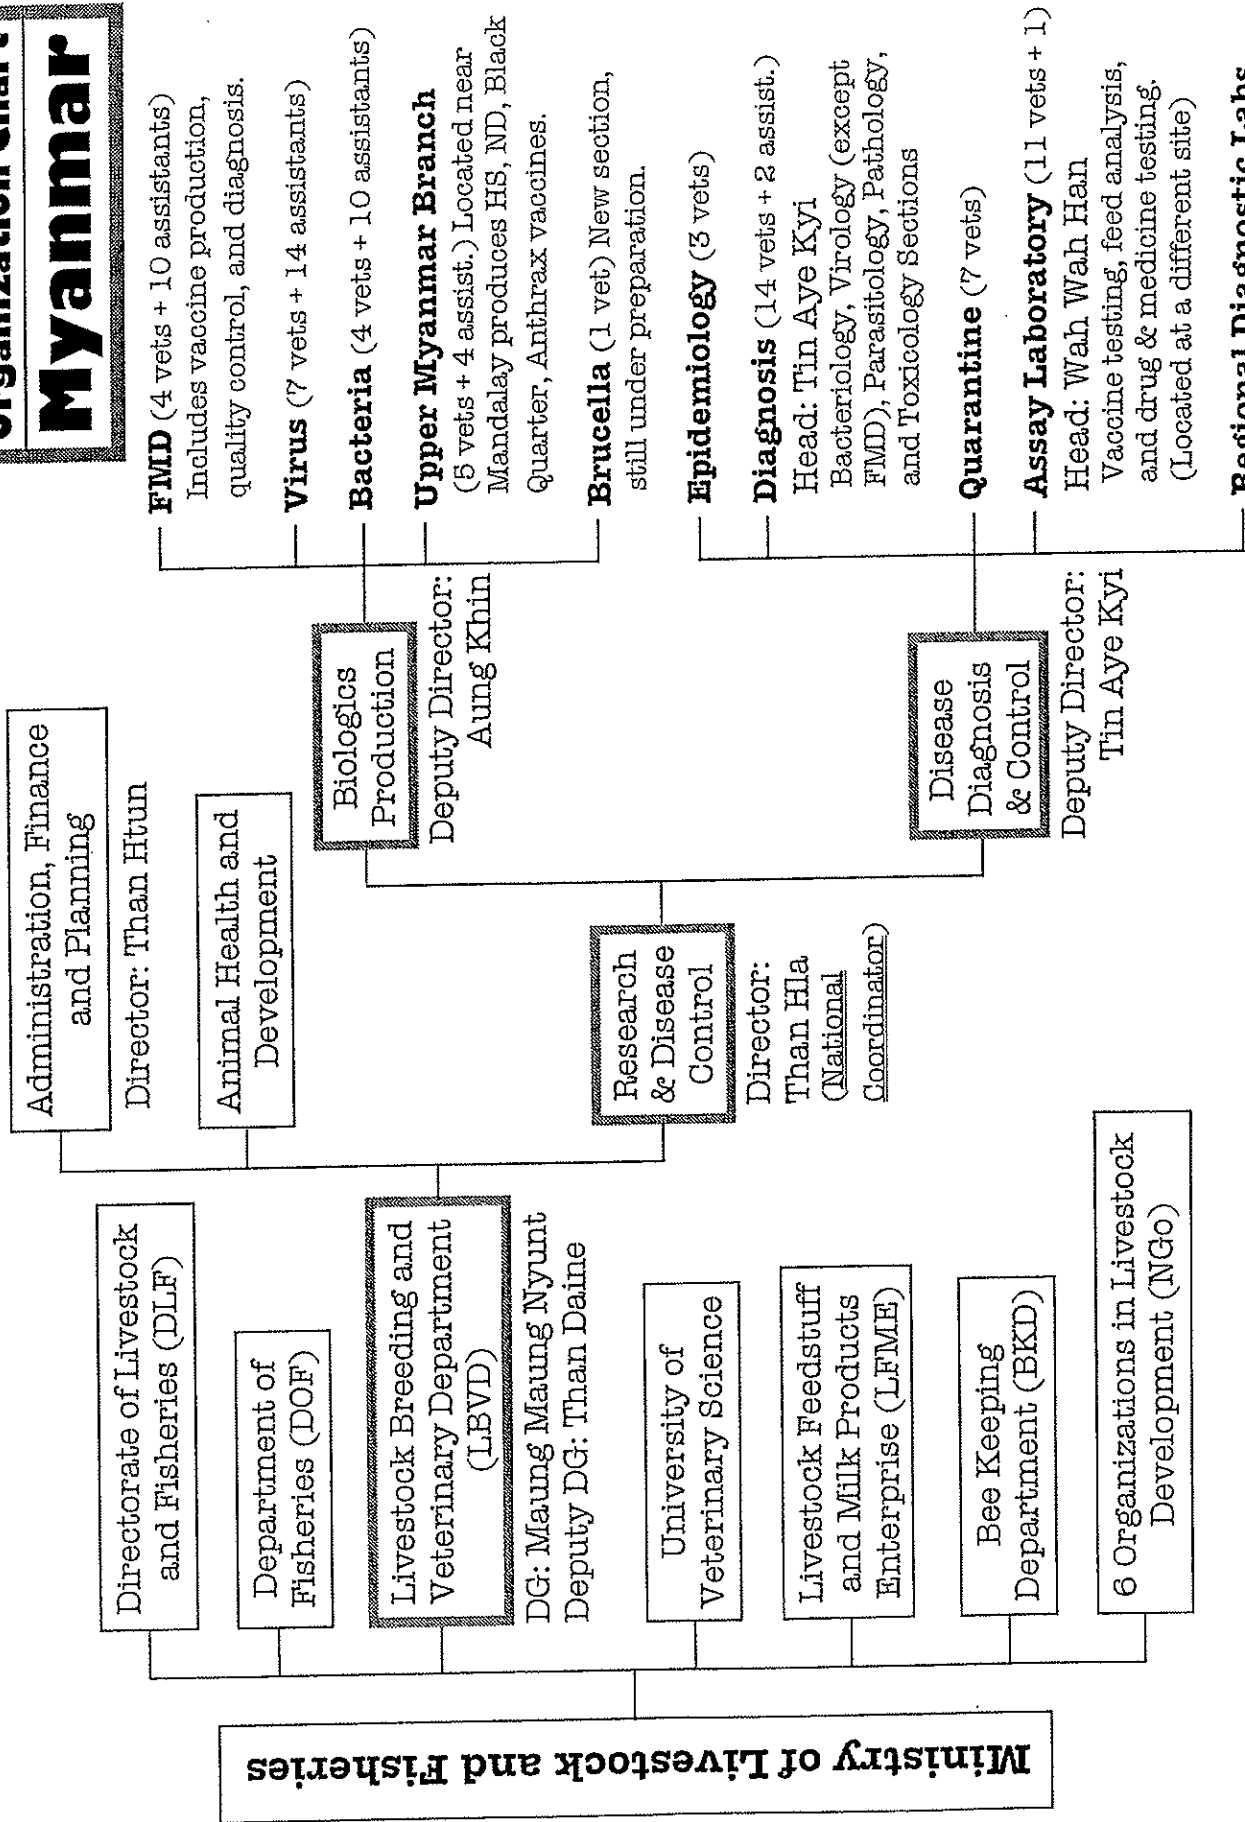 Organization Chart
Myanmar
Ministry of Livestock and Fisheries
Directorate of Livestock
and Fisheries (DLF)
Department of
Fisheries (DOF)
Livestock Breeding and
Veterinary Department
(LBVD)
DG: Maung Maung Nyunt
Deputy DG: Than Daine
University of
Veterinary Science
Livestock Feedstuff
and Milk Products
Enterprise (LFME)
Bee Keeping
Department (BKD)
6 Organizations in Livestock
Development (NGo)
Administration, Finance
and Planning
Director: Than Htun
Animal Health and
Development
Research
& Disease
Control
Director:
Than Hla
(National
Coordinator)
Biologics
Production
Deputy Director:
Aung Khin
Disease
Diagnosis
& Control
Deputy Director:
Tin Aye Kyi
FMD (4 vets + 10 assistants)
Includes vaccine production,
quality control, and diagnosis.
Virus (7 vets + 14 assistants)
Bacteria (4 vets + 10 assistants)
Upper Myanmar Branch
(5 vets + 4 assist.) Located near
Mandalay produces HS, ND, Black
Quarter, Anthrax vaccines.
Brucella (1 vet) New section,
still under preparation.
Epidemiology (3 vets)
Diagnosis (14 vets + 2 assist.)
Head: Tin Aye Kyi
Bacteriology, Virology (except
FMD), Parasitology, Pathology,
and Toxicology Sections
Quarantine (7 vets)
Assay Laboratory (11 vets + 1)
Head: Wah Wah Han
Vaccine testing, feed analysis,
and drug & medicine testing.
(Located at a different site)
Regional Diagnostic Labs